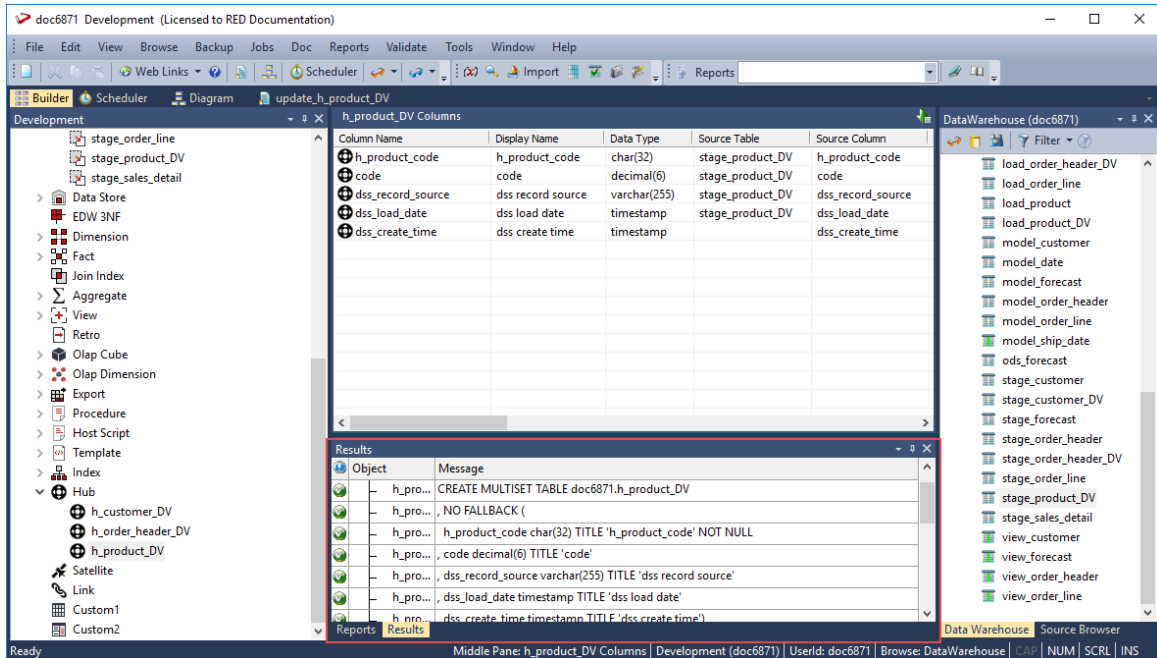 doc6871 Development (Licensed to RED Documentation)
File Edit View Browse Backup Jobs Doc Reports Validate Tools Window Help
Web Links Scheduler Import Reports
Builder Scheduler Diagram update_h_product_DV
Development
stage_order_line
stage_product_DV
stage_sales_detail
Data Store
EDW 3NF
Dimension
Fact
Join Index
Aggregate
View
Retro
Olap Cube
Olap Dimension
Export
Procedure
Host Script
Template
Index
Hub
h_customer_DV
h_order_header_DV
h_product_DV
Satellite
Link
Custom1
Custom2
h_product_DV Columns
Column Name Display Name Data Type Source Table Source Column
h_product_code h_product_code char(32) stage_product_DV h_product_code
code code decimal(6) stage_product_DV code
dss_record_source dss record source varchar(255) stage_product_DV dss_record_source
dss_load_date dss load date timestamp stage_product_DV dss_load_date
dss_create_time dss create time timestamp dss_create_time
Results
Object Message
h_pro... CREATE MULTISET TABLE doc6871.h_product_DV
h_pro... , NO FALLBACK (
h_pro... h_product_code char(32) TITLE 'h_product_code' NOT NULL
h_pro... , code decimal(6) TITLE 'code'
h_pro... , dss_record_source varchar(255) TITLE 'dss record source'
h_pro... , dss_load_date timestamp TITLE 'dss load date'
h_pro... , dss_create_time timestamp TITLE 'dss create time')
Reports Results
DataWarehouse (doc6871)
Filter
load_order_header_DV
load_order_line
load_product
load_product_DV
model_customer
model_date
model_forecast
model_order_header
model_order_line
model_ship_date
ods_forecast
stage_customer
stage_customer_DV
stage_forecast
stage_order_header
stage_order_header_DV
stage_order_line
stage_product_DV
stage_sales_detail
view_customer
view_forecast
view_order_header
view_order_line
Data Warehouse Source Browser
Ready Middle Pane: h_product_DV Columns Development (doc6871) UserId: doc6871 Browse: DataWarehouse CAP NUM SCRL INS